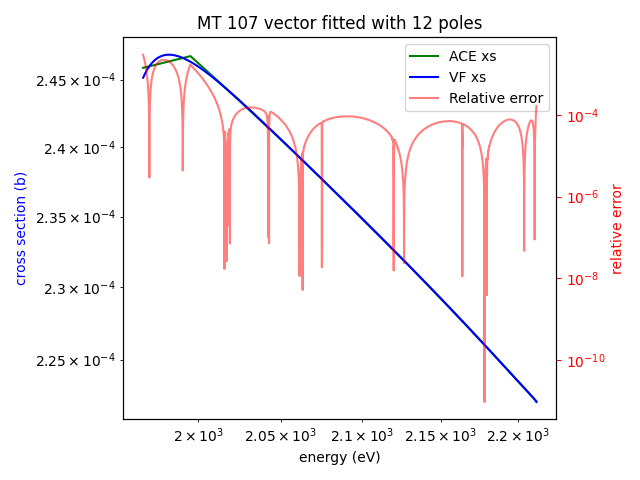 MT 107 vector fitted with 12 poles
ACE xs
VF xs
Relative error
2.45 × 10⁻⁴
2.4 × 10⁻⁴
2.35 × 10⁻⁴
2.3 × 10⁻⁴
2.25 × 10⁻⁴
cross section (b)
10⁻⁴
10⁻⁶
10⁻⁸
10⁻¹⁰
relative error
2 × 10³
2.05 × 10³
2.1 × 10³
2.15 × 10³
2.2 × 10³
energy (eV)